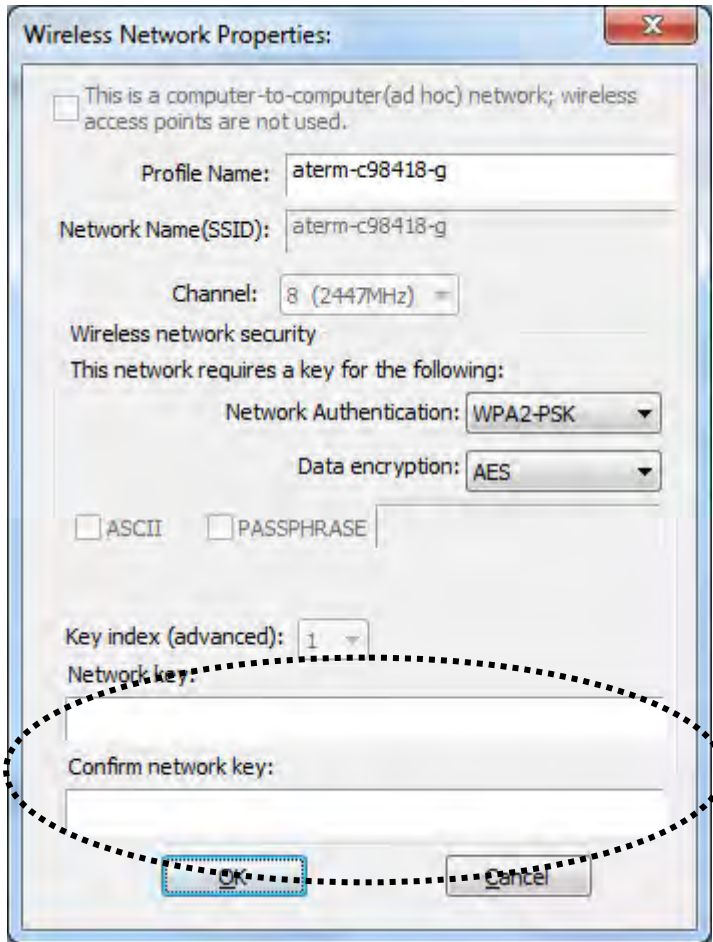 Wireless Network Properties:
This is a computer-to-computer(ad hoc) network; wireless
access points are not used.
Profile Name: aterm-c98418-g
Network Name(SSID): aterm-c98418-g
Channel: 8 (2447MHz)
Wireless network security
This network requires a key for the following:
Network Authentication: WPA2-PSK
Data encryption: AES
ASCII PASSPHRASE
Key index (advanced): 1
Network key:
Confirm network key:
OK Cancel